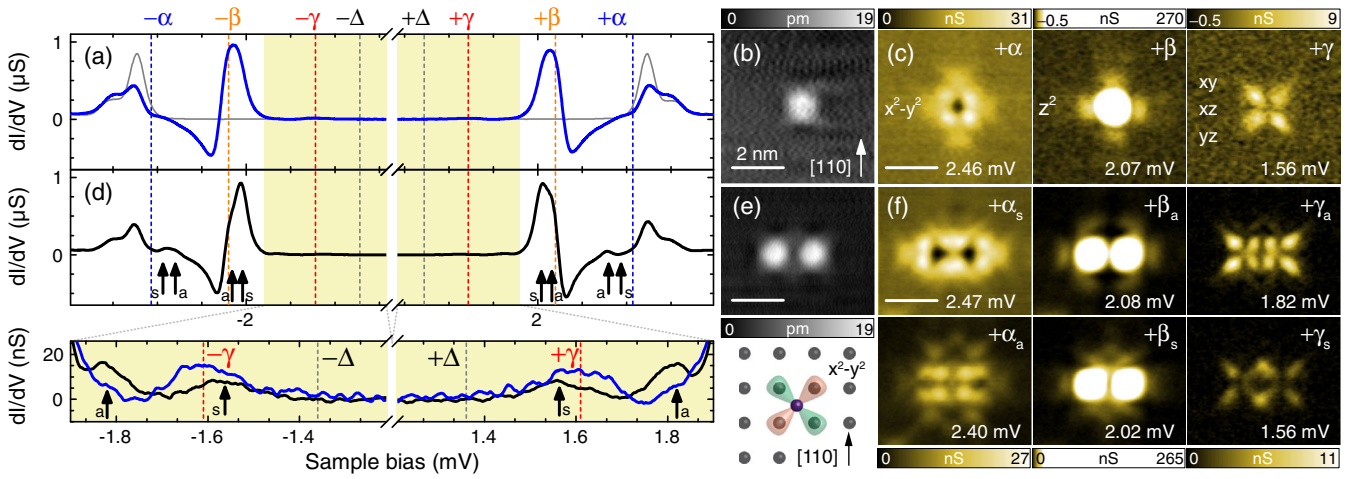 −α −β −γ −Δ +Δ +γ +β +α
(a)
dI/dV (µS)
1
0
(d)
dI/dV (µS)
1
0
s a a s s a a s
-2 2
dI/dV (nS)
20
0
−γ −Δ +Δ +γ
a s s a
-1.8 -1.6 -1.4 1.4 1.6 1.8
Sample bias (mV)
0 pm 19
(b)
2 nm
[110]
(e)
0 pm 19
x²-y²
[110]
0 nS 31
−0.5 nS 270
−0.5 nS 9
(c) +α
x²-y²
2.46 mV
+β
z²
2.07 mV
+γ
xy
xz
yz
1.56 mV
(f) +αs
2.47 mV
+βa
2.08 mV
+γa
1.82 mV
+αa
2.40 mV
+βs
2.02 mV
+γs
1.56 mV
0 nS 27
0 nS 265
0 nS 11